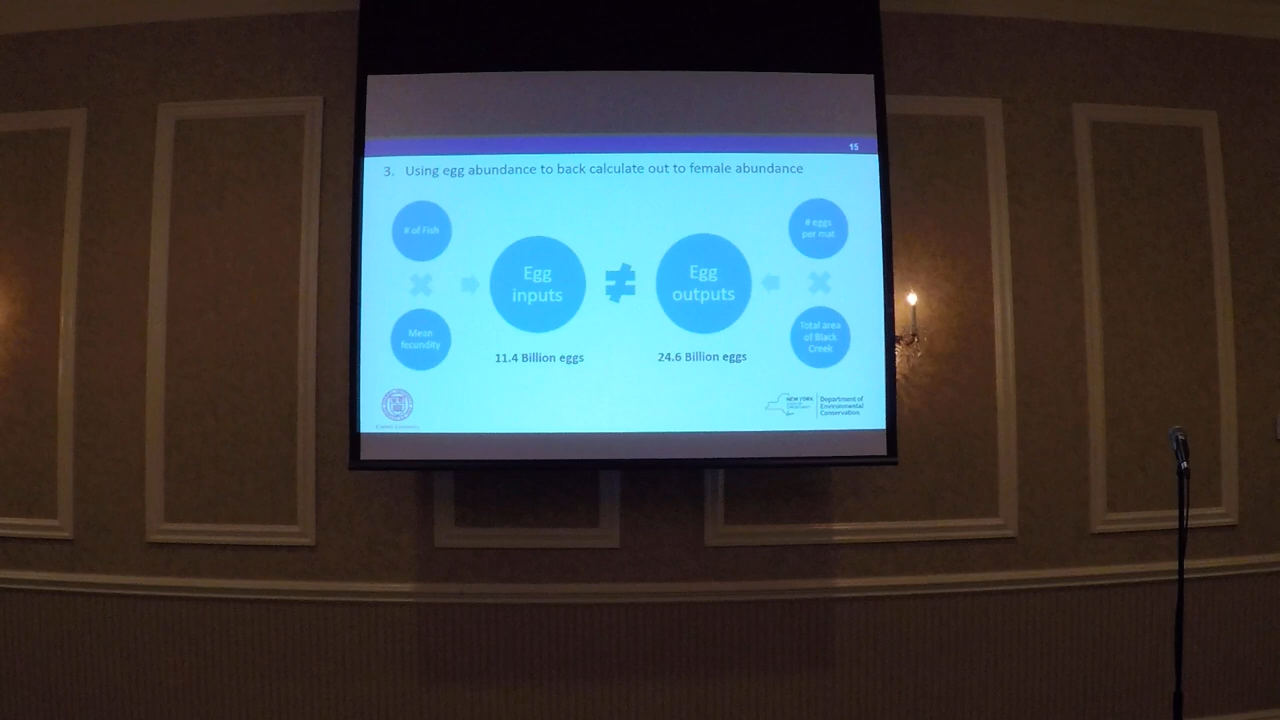 15
3. Using egg abundance to back calculate out to female abundance
# of Fish
Mean
fecundity
Egg
inputs
11.4 Billion eggs
≠
Egg
outputs
24.6 Billion eggs
# eggs
per mat
Total area
of Black
Creek
NEW YORK
Department of
Environmental
Conservation